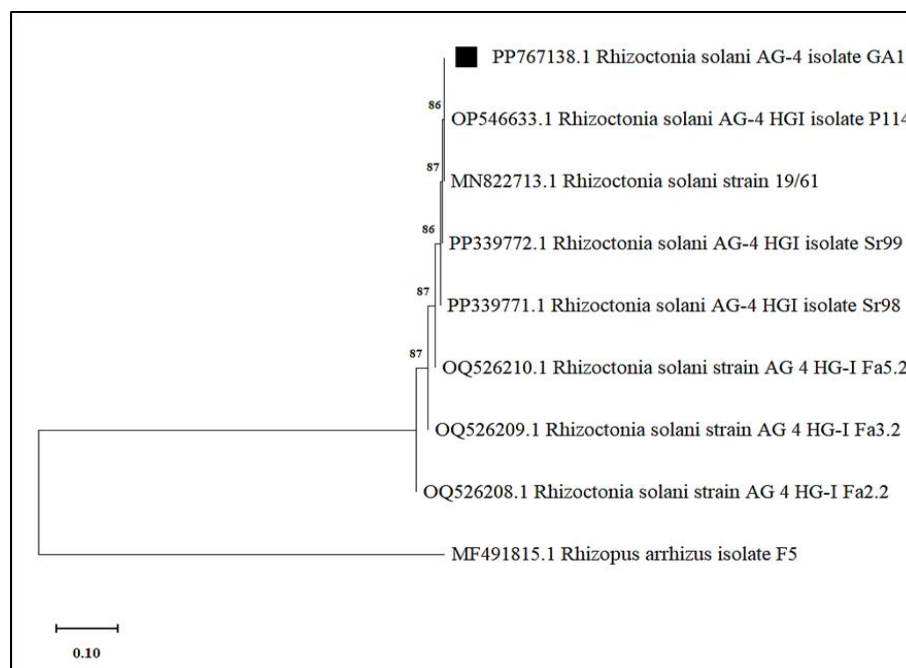 PP767138.1 Rhizoctonia solani AG-4 isolate GA1
86
OP546633.1 Rhizoctonia solani AG-4 HGI isolate P114
87
MN822713.1 Rhizoctonia solani strain 19/61
86
PP339772.1 Rhizoctonia solani AG-4 HGI isolate Sr99
87
PP339771.1 Rhizoctonia solani AG-4 HGI isolate Sr98
87
OQ526210.1 Rhizoctonia solani strain AG 4 HG-I Fa5.2
OQ526209.1 Rhizoctonia solani strain AG 4 HG-I Fa3.2
OQ526208.1 Rhizoctonia solani strain AG 4 HG-I Fa2.2
MF491815.1 Rhizopus arrhizus isolate F5
0.10